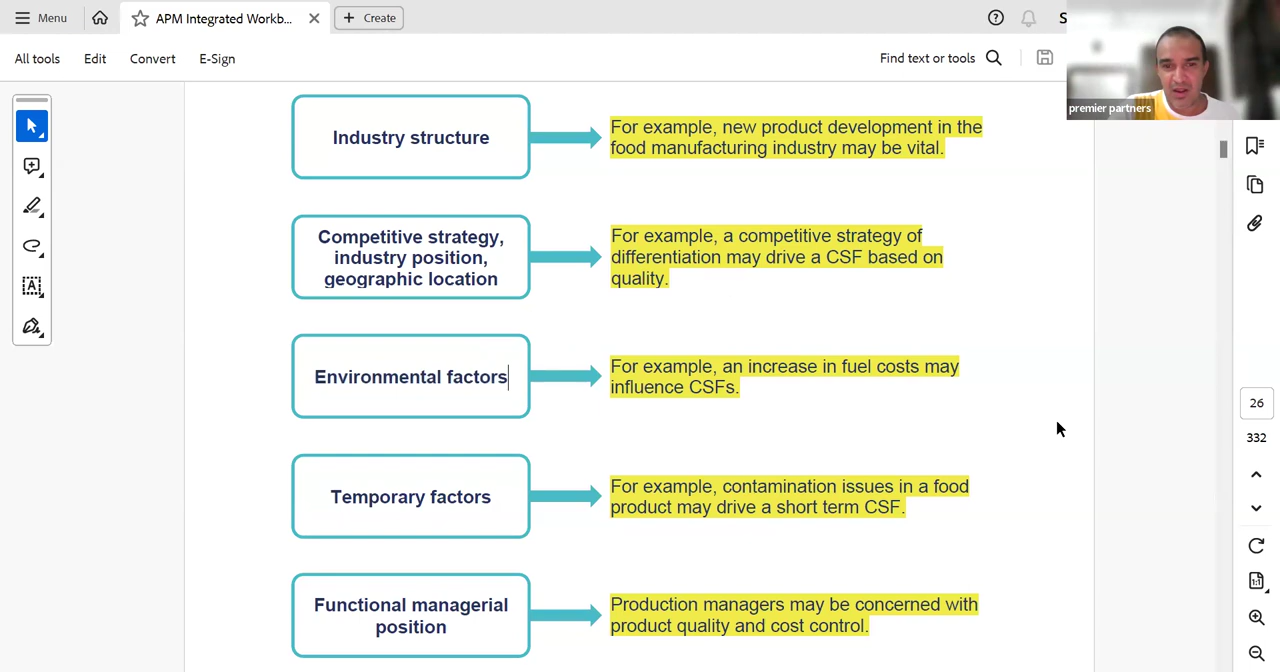 Menu
APM Integrated Workb...
Create
S
All tools
Edit
Convert
E-Sign
Find text or tools
premier partners
Industry structure
For example, new product development in the
food manufacturing industry may be vital.
Competitive strategy,
industry position,
geographic location
For example, a competitive strategy of
differentiation may drive a CSF based on
quality.
Environmental factors
For example, an increase in fuel costs may
influence CSFs.
26
332
Temporary factors
For example, contamination issues in a food
product may drive a short term CSF.
Functional managerial
position
Production managers may be concerned with
product quality and cost control.
1:1